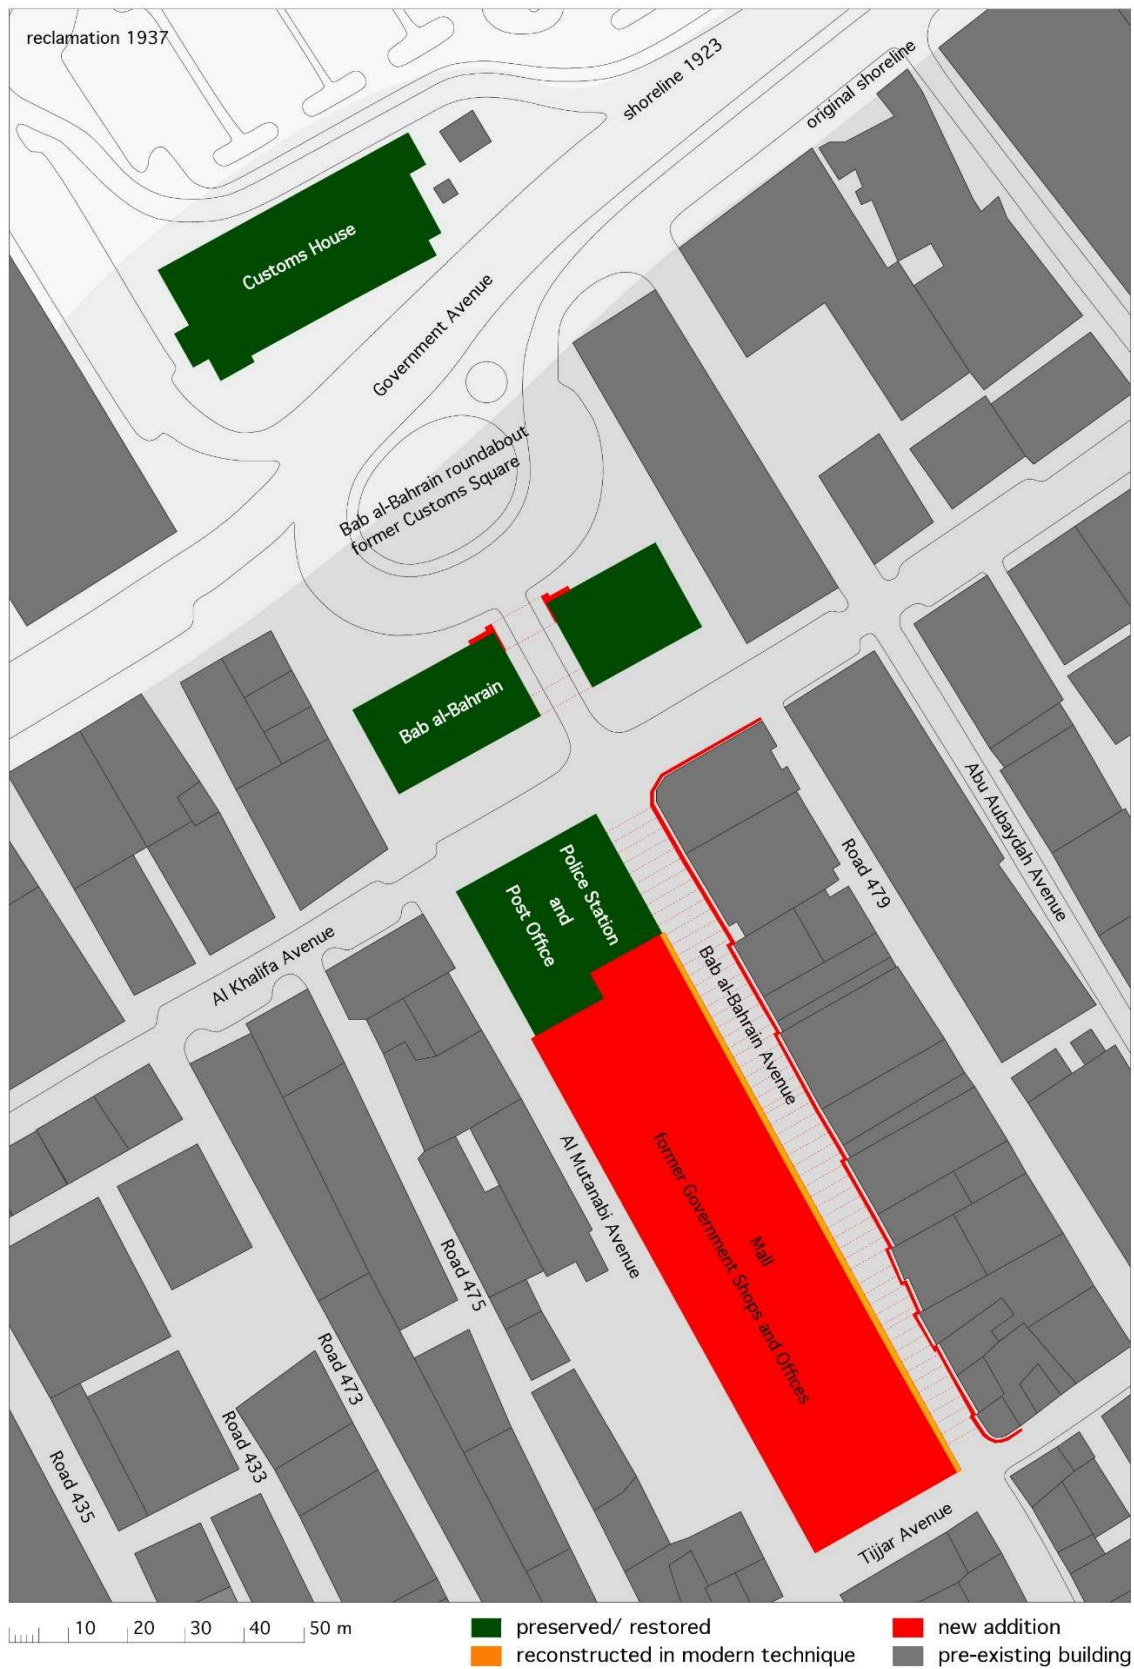 reclamation 1937
shoreline 1923
original shoreline
Customs House
Government Avenue
Bab al-Bahrain roundabout
former Customs Square
Bab al-Bahrain
Abu Aubaydah Avenue
Police Station
and
Post Office
Road 479
Al Khalifa Avenue
Bab al-Bahrain Avenue
Al Mutanabi Avenue
Mall
former Government Shops and Offices
Road 475
Road 473
Road 433
Road 435
Tijjar Avenue
10 20 30 40 50 m
preserved/ restored
new addition
reconstructed in modern technique
pre-existing building